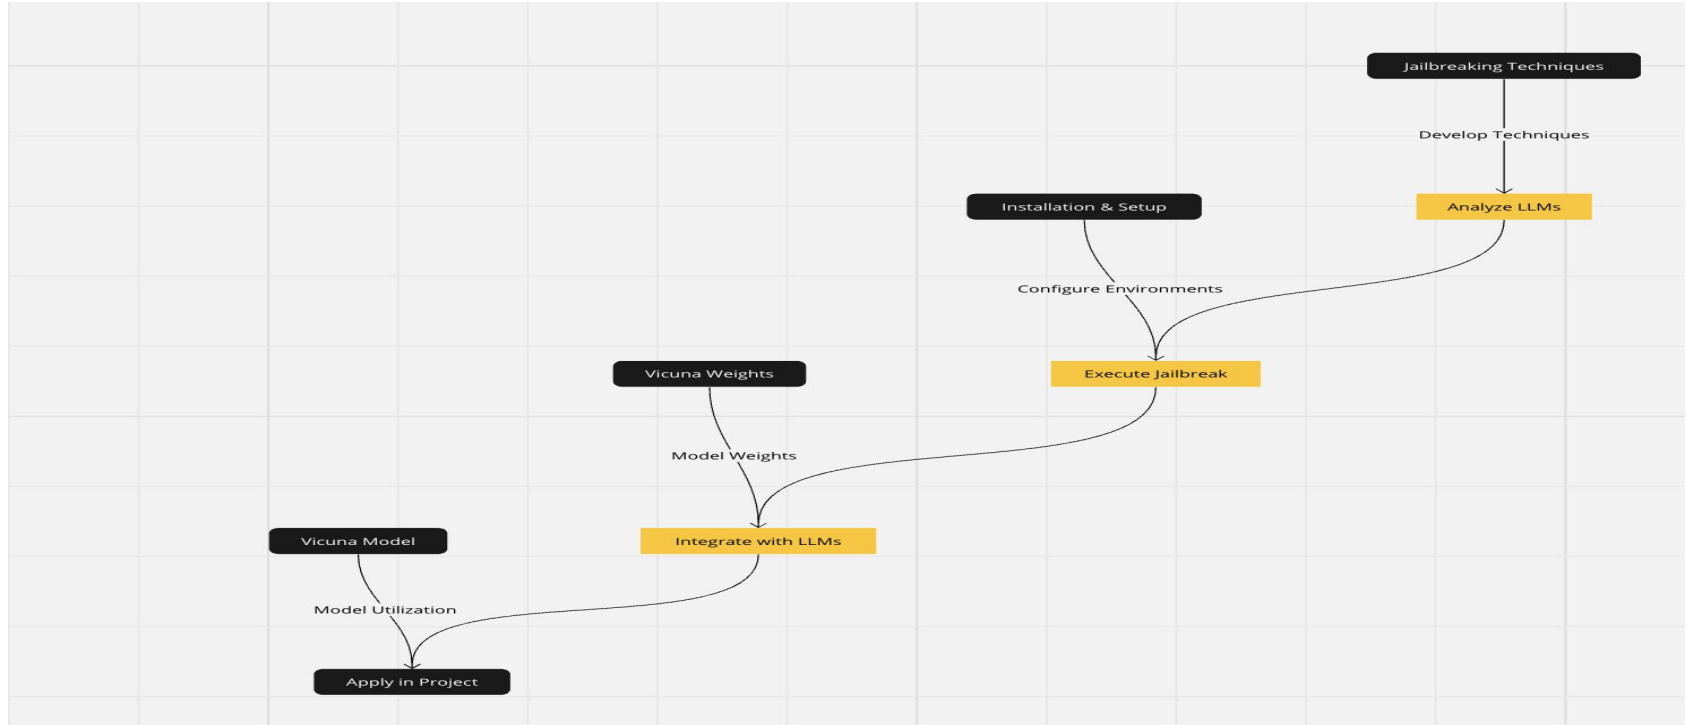 Jailbreaking Techniques
Develop Techniques
Installation & Setup
Analyze LLMs
Configure Environments
Vicuna Weights
Execute Jailbreak
Model Weights
Vicuna Model
Integrate with LLMs
Model Utilization
Apply in Project